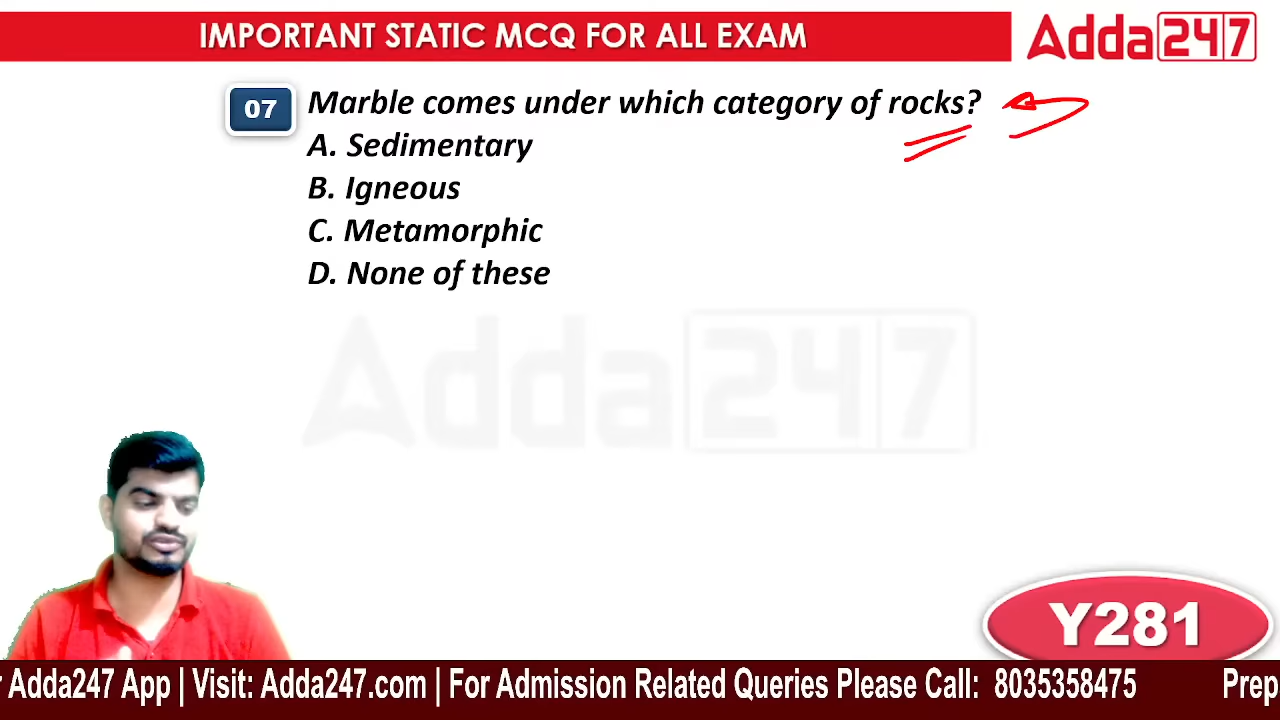 IMPORTANT STATIC MCQ FOR ALL EXAM
Adda247
07
Marble comes under which category of rocks?
A. Sedimentary
B. Igneous
C. Metamorphic
D. None of these
Adda247
Y281
r Adda247 App | Visit: Adda247.com | For Admission Related Queries Please Call: 8035358475 Prep